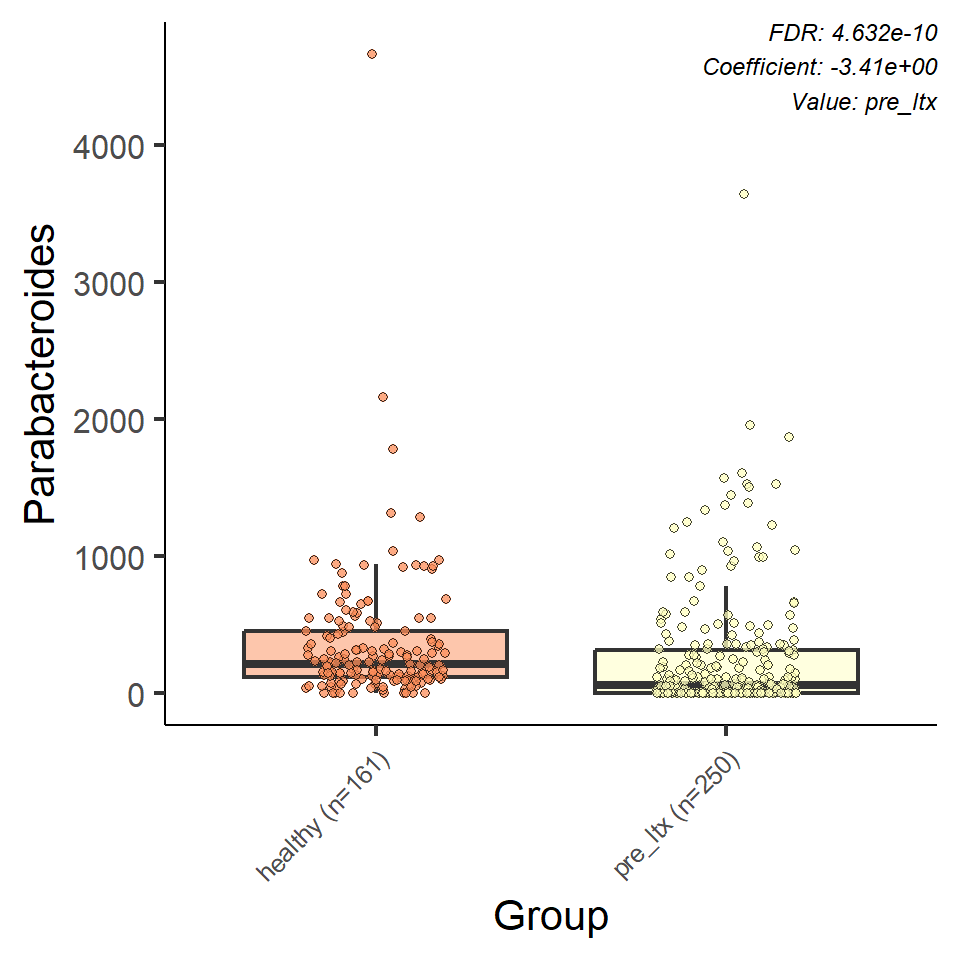 FDR: 4.632e-10
Coefficient: -3.41e+00
Value: pre_ltx
Parabacteroides
4000
3000
2000
1000
0
healthy (n=161)
pre_ltx (n=250)
Group